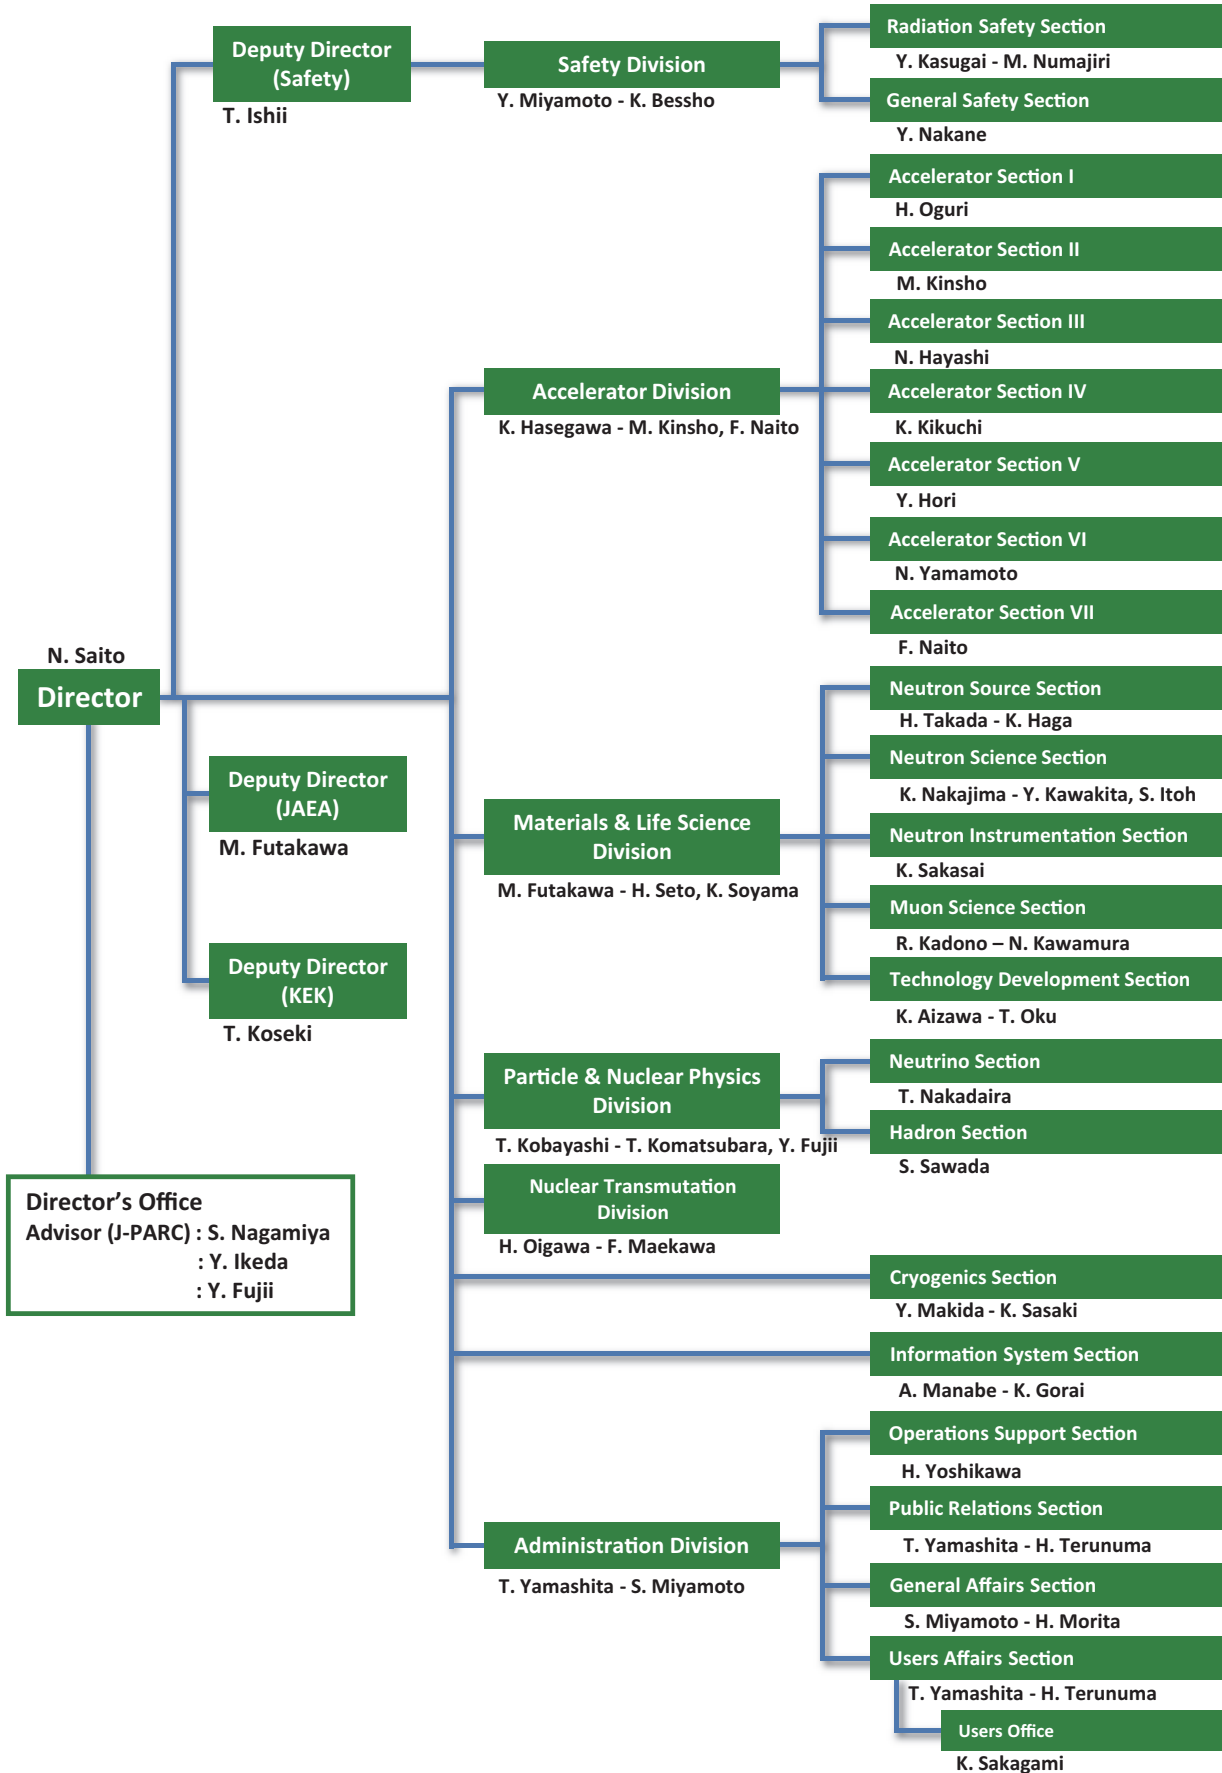 Deputy Director
(Safety)
T. Ishii
Safety Division
Y. Miyamoto - K. Bessho
Radiation Safety Section
Y. Kasugai - M. Numajiri
General Safety Section
Y. Nakane
Accelerator Section I
H. Oguri
Accelerator Section II
M. Kinsho
Accelerator Section III
N. Hayashi
Accelerator Division
K. Hasegawa - M. Kinsho, F. Naito
Accelerator Section IV
K. Kikuchi
Accelerator Section V
Y. Hori
Accelerator Section VI
N. Yamamoto
Accelerator Section VII
F. Naito
N. Saito
Director
Deputy Director
(JAEA)
M. Futakawa
Deputy Director
(KEK)
T. Koseki
Director’s Office
Advisor (J-PARC) : S. Nagamiya
: Y. Ikeda
: Y. Fujii
Materials & Life Science
Division
M. Futakawa - H. Seto, K. Soyama
Neutron Source Section
H. Takada - K. Haga
Neutron Science Section
K. Nakajima - Y. Kawakita, S. Itoh
Neutron Instrumentation Section
K. Sakasai
Muon Science Section
R. Kadono – N. Kawamura
Technology Development Section
K. Aizawa - T. Oku
Particle & Nuclear Physics
Division
T. Kobayashi - T. Komatsubara, Y. Fujii
Neutrino Section
T. Nakadaira
Hadron Section
S. Sawada
Nuclear Transmutation
Division
H. Oigawa - F. Maekawa
Cryogenics Section
Y. Makida - K. Sasaki
Information System Section
A. Manabe - K. Gorai
Administration Division
T. Yamashita - S. Miyamoto
Operations Support Section
H. Yoshikawa
Public Relations Section
T. Yamashita - H. Terunuma
General Affairs Section
S. Miyamoto - H. Morita
Users Affairs Section
T. Yamashita - H. Terunuma
Users Office
K. Sakagami